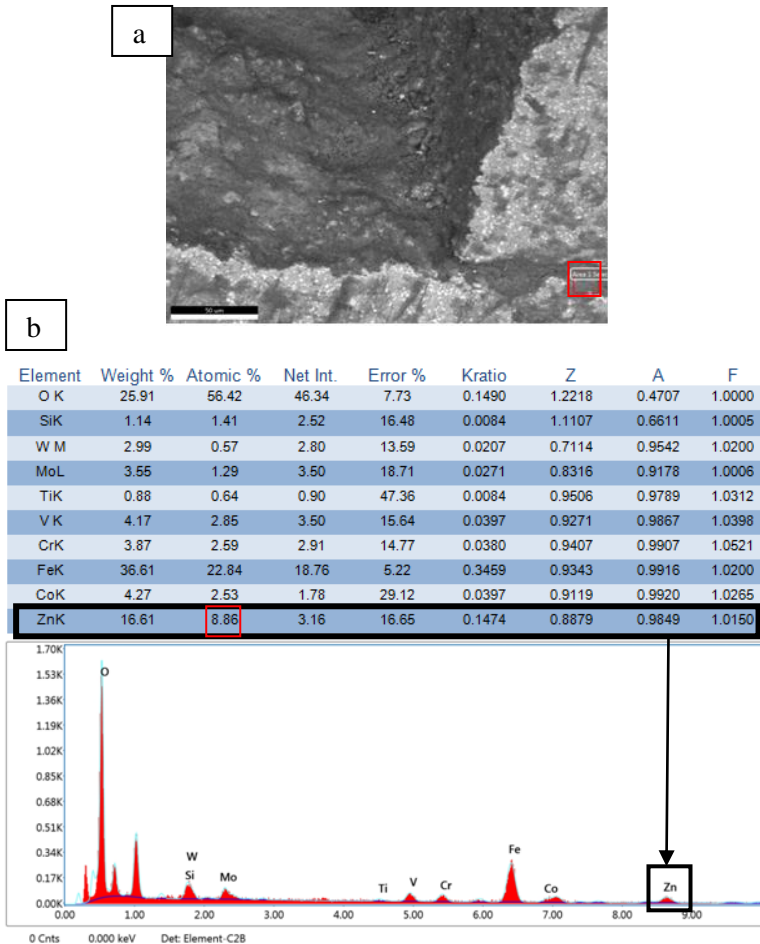 a
Area 1 Selec
50 um
b
Element Weight % Atomic % Net Int. Error % Kratio Z A F
O K 25.91 56.42 46.34 7.73 0.1490 1.2218 0.4707 1.0000
SiK 1.14 1.41 2.52 16.48 0.0084 1.1107 0.6611 1.0005
W M 2.99 0.57 2.80 13.59 0.0207 0.7114 0.9542 1.0200
MoL 3.55 1.29 3.50 18.71 0.0271 0.8316 0.9178 1.0006
TiK 0.88 0.64 0.90 47.36 0.0084 0.9506 0.9789 1.0312
V K 4.17 2.85 3.50 15.64 0.0397 0.9271 0.9867 1.0398
CrK 3.87 2.59 2.91 14.77 0.0380 0.9407 0.9907 1.0521
FeK 36.61 22.84 18.76 5.22 0.3459 0.9343 0.9916 1.0200
CoK 4.27 2.53 1.78 29.12 0.0397 0.9119 0.9920 1.0265
ZnK 16.61 8.86 3.16 16.65 0.1474 0.8879 0.9849 1.0150
1.70K
1.53K
1.36K
1.19K
1.02K
0.85K
0.68K
0.51K
0.34K
0.17K
0.00K
O
W
Si
Mo
Ti
V
Cr
Fe
Co
Zn
0.00 1.00 2.00 3.00 4.00 5.00 6.00 7.00 8.00 9.00
0 Cnts 0.000 keV Det: Element-C2B